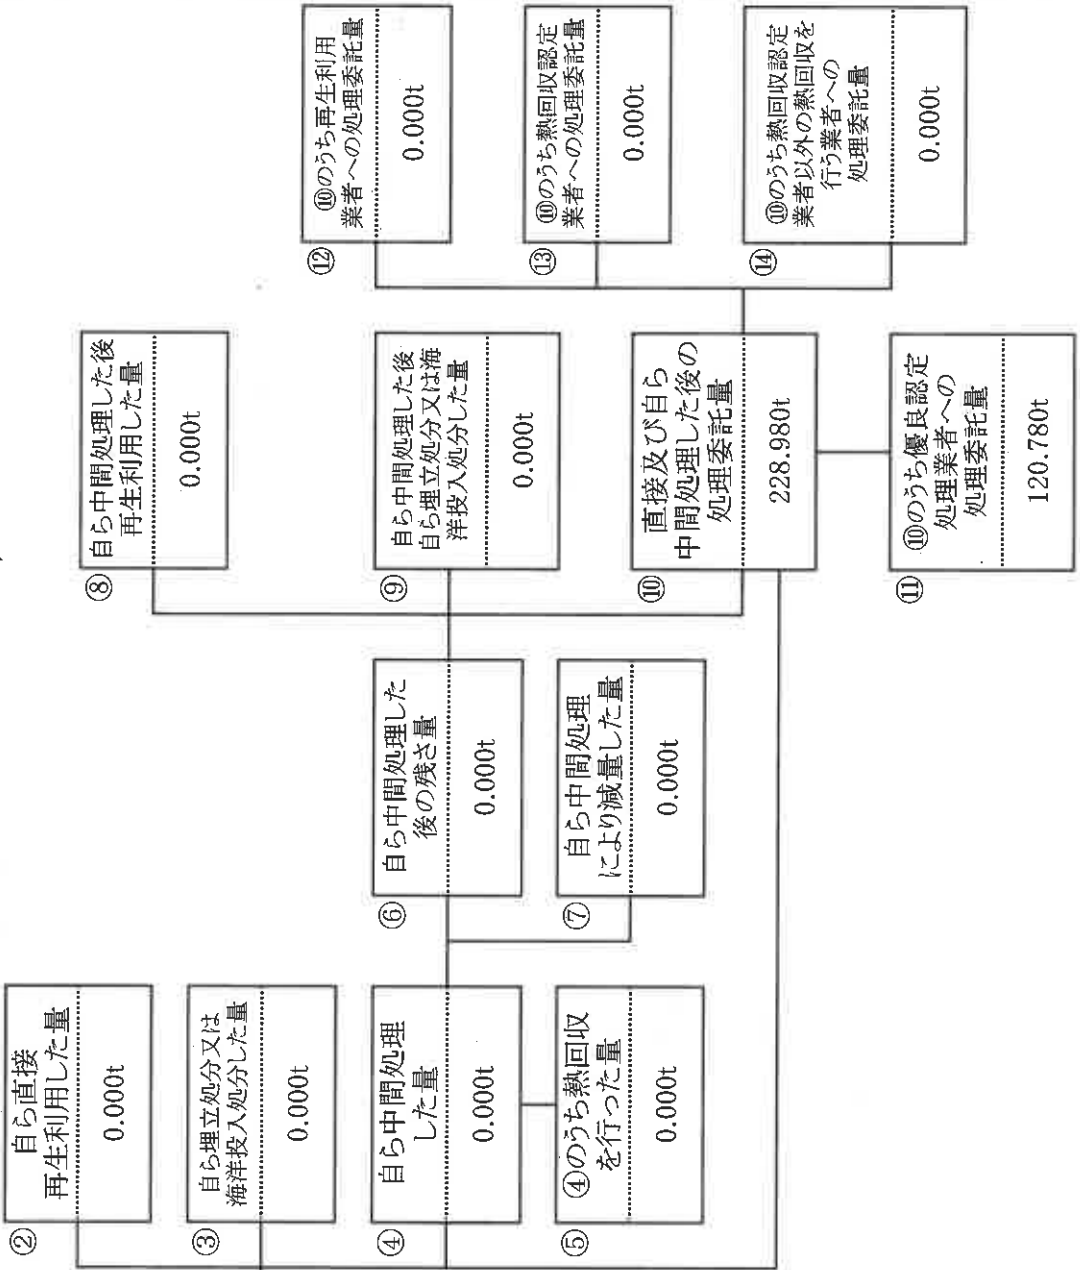 ②
自ら直接
再生利用した量
0.000t
③
自ら埋立処分又は
海洋投入処分した量
0.000t
④
自ら中間処理
した量
0.000t
⑤
④のうち熱回収
を行った量
0.000t
⑥
自ら中間処理した
後の残さ量
0.000t
⑦
自ら中間処理
により減量した量
0.000t
⑧
自ら中間処理した後
再生利用した量
0.000t
⑨
自ら中間処理した後
自ら埋立処分又は海
洋投入処分した量
0.000t
⑩
直接及び自ら
中間処理した後の
処理委託量
228.980t
⑪
⑩のうち優良認定
処理業者への
処理委託量
120.780t
⑫
⑩のうち再生利用
業者への処理委託量
0.000t
⑬
⑩のうち熱回収認定
業者への処理委託量
0.000t
⑭
⑩のうち熱回収認定
業者以外の熱回収を
行う業者への
処理委託量
0.000t